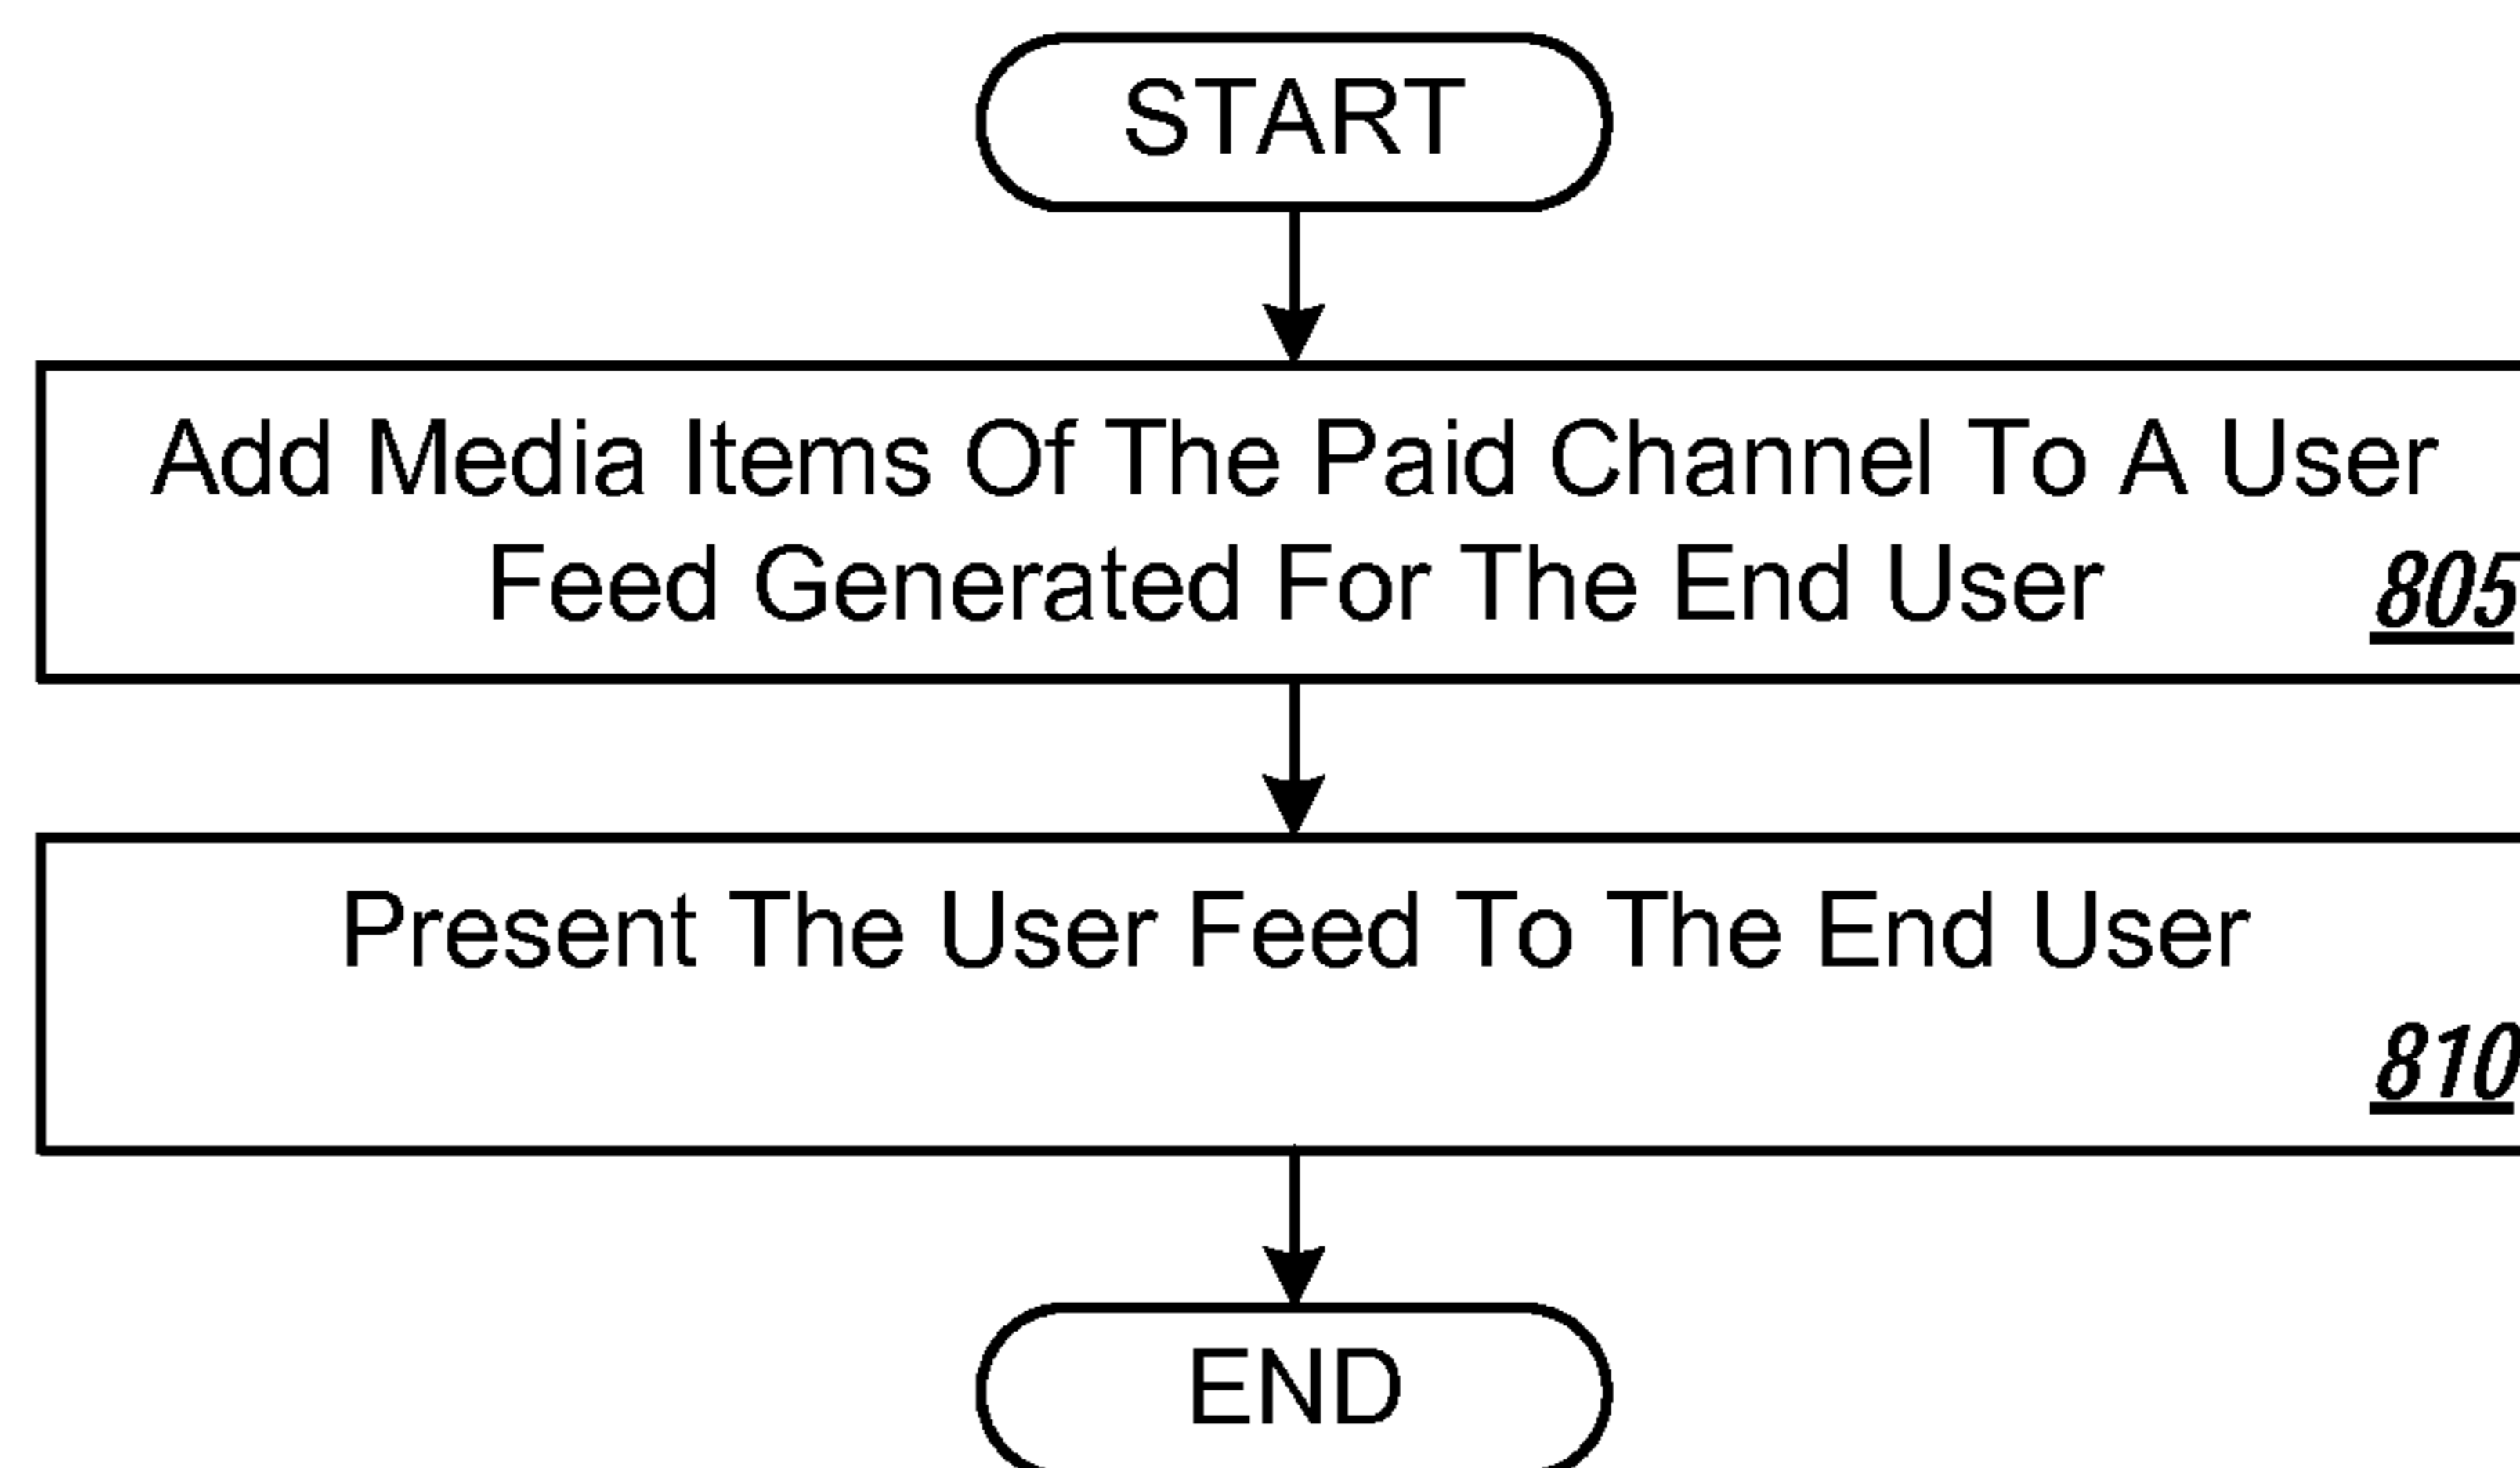 START
Add Media Items Of The Paid Channel To A User
Feed Generated For The End User
805
Present The User Feed To The End User
810
END